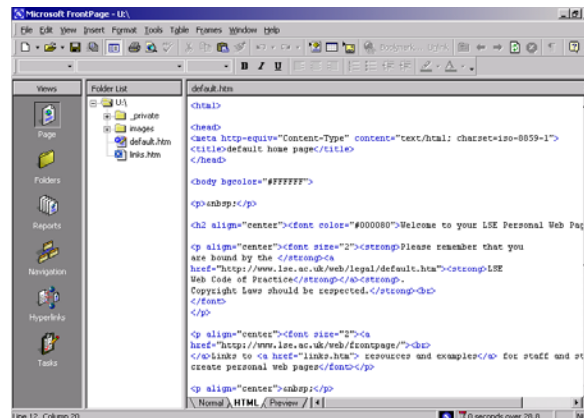 Microsoft FrontPage - U:\
File Edit View Insert Format Tools Table Frames Window Help
Views
Folder List
default.htm
Page
Folders
Reports
Navigation
Hyperlinks
Tasks
U:\
_private
images
default.htm
links.htm
<html>
<head>
<meta http-equiv="Content-Type" content="text/html; charset=iso-8859-1">
<title>default home page</title>
</head>
<body bgcolor="#FFFFFF">
<p>&nbsp;</p>
<h2 align="center"><font color="#000080">Welcome to your LSE Personal Web Pag
<p align="center"><font size="2"><strong>Please remember that you
are bound by the </strong><a
href="http://www.lse.ac.uk/web/legal/default.htm"><strong>LSE
Web Code of Practice</strong></a><strong>.
Copyright Laws should be respected.</strong><br>
</font>
</p>
<p align="center"><font size="2"><a
href="http://www.lse.ac.uk/web/frontpage/"><br>
</a>Links to <a href="links.htm"> resources and examples</a> for staff and st
create personal web pages</font></p>
<p align="center">&nbsp;</p>
Normal HTML Preview
Line 12, Column 20
0 seconds over 28.8